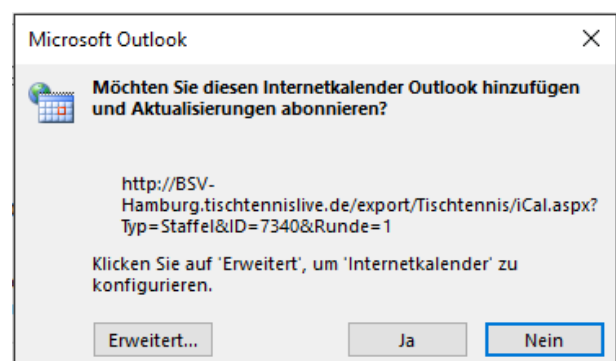 Microsoft Outlook
Möchten Sie diesen Internetkalender Outlook hinzufügen
und Aktualisierungen abonnieren?
http://BSV-
Hamburg.tischtennislive.de/export/Tischtennis/iCal.aspx?
Typ=Staffel&ID=7340&Runde=1
Klicken Sie auf 'Erweitert', um 'Internetkalender' zu
konfigurieren.
Erweitert... Ja Nein